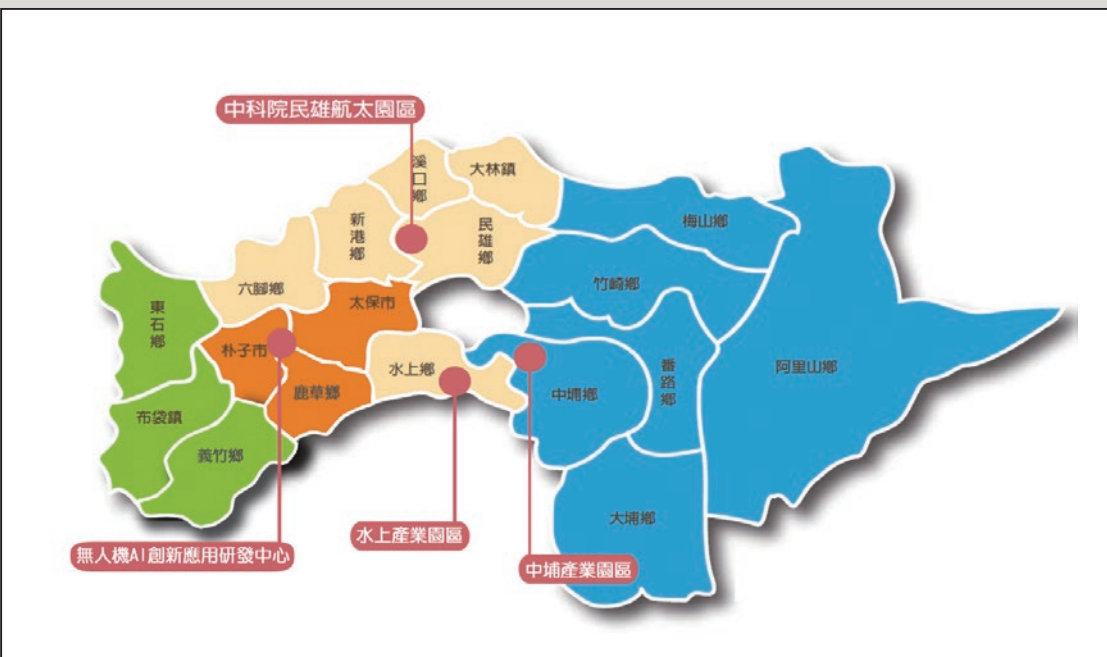 中科院民雄航太園區
溪口鄉
大林鎮
新港鄉
民雄鄉
梅山鄉
竹崎鄉
六腳鄉
太保市
東石鄉
朴子市
水上鄉
番路鄉
阿里山鄉
鹿草鄉
中埔鄉
布袋鎮
義竹鄉
大埔鄉
水上產業園區
無人機AI創新應用研發中心
中埔產業園區